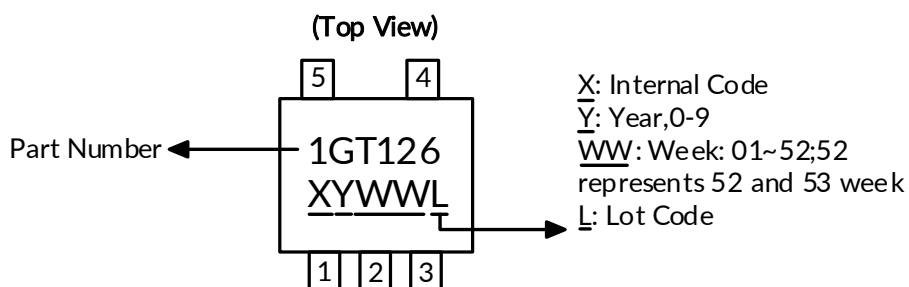 (Top View)
5
4
Part Number
1GT126
XYWWL
X: Internal Code
Y: Year,0-9
WW: Week: 01~52;52
represents 52 and 53 week
L: Lot Code
1
2
3